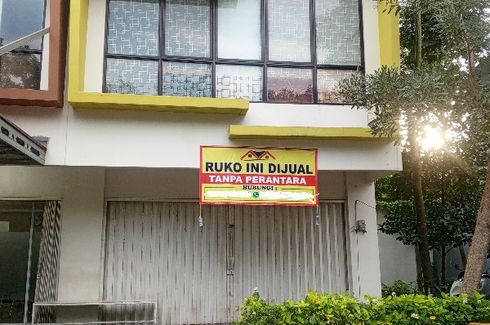 RUKO INI DIJUAL
TANPA PERANTARA
HUBUNGI :